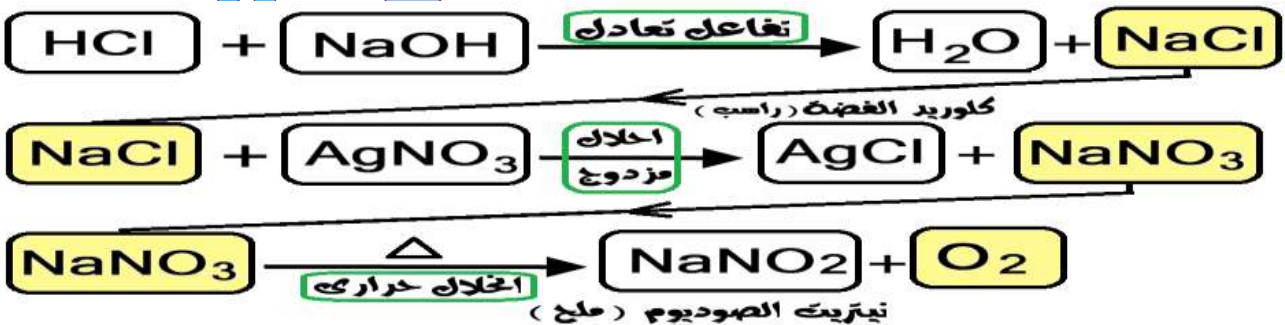 HCl + NaOH تفاعل تعادل H₂O + NaCl
كلوريد الفضة (راسب)
NaCl + AgNO₃ احلال مزدوج AgCl + NaNO₃
NaNO₃ △ انحلال حرارى NaNO2 + O₂
نيتريت الصوديوم (ملح)